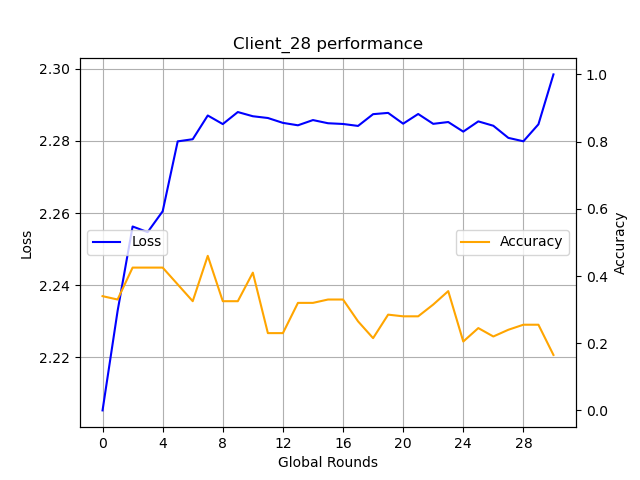 Client_28 performance
2.30
2.28
2.26
2.24
2.22
Loss
1.0
0.8
0.6
0.4
0.2
0.0
Accuracy
Loss
Accuracy
0 4 8 12 16 20 24 28
Global Rounds